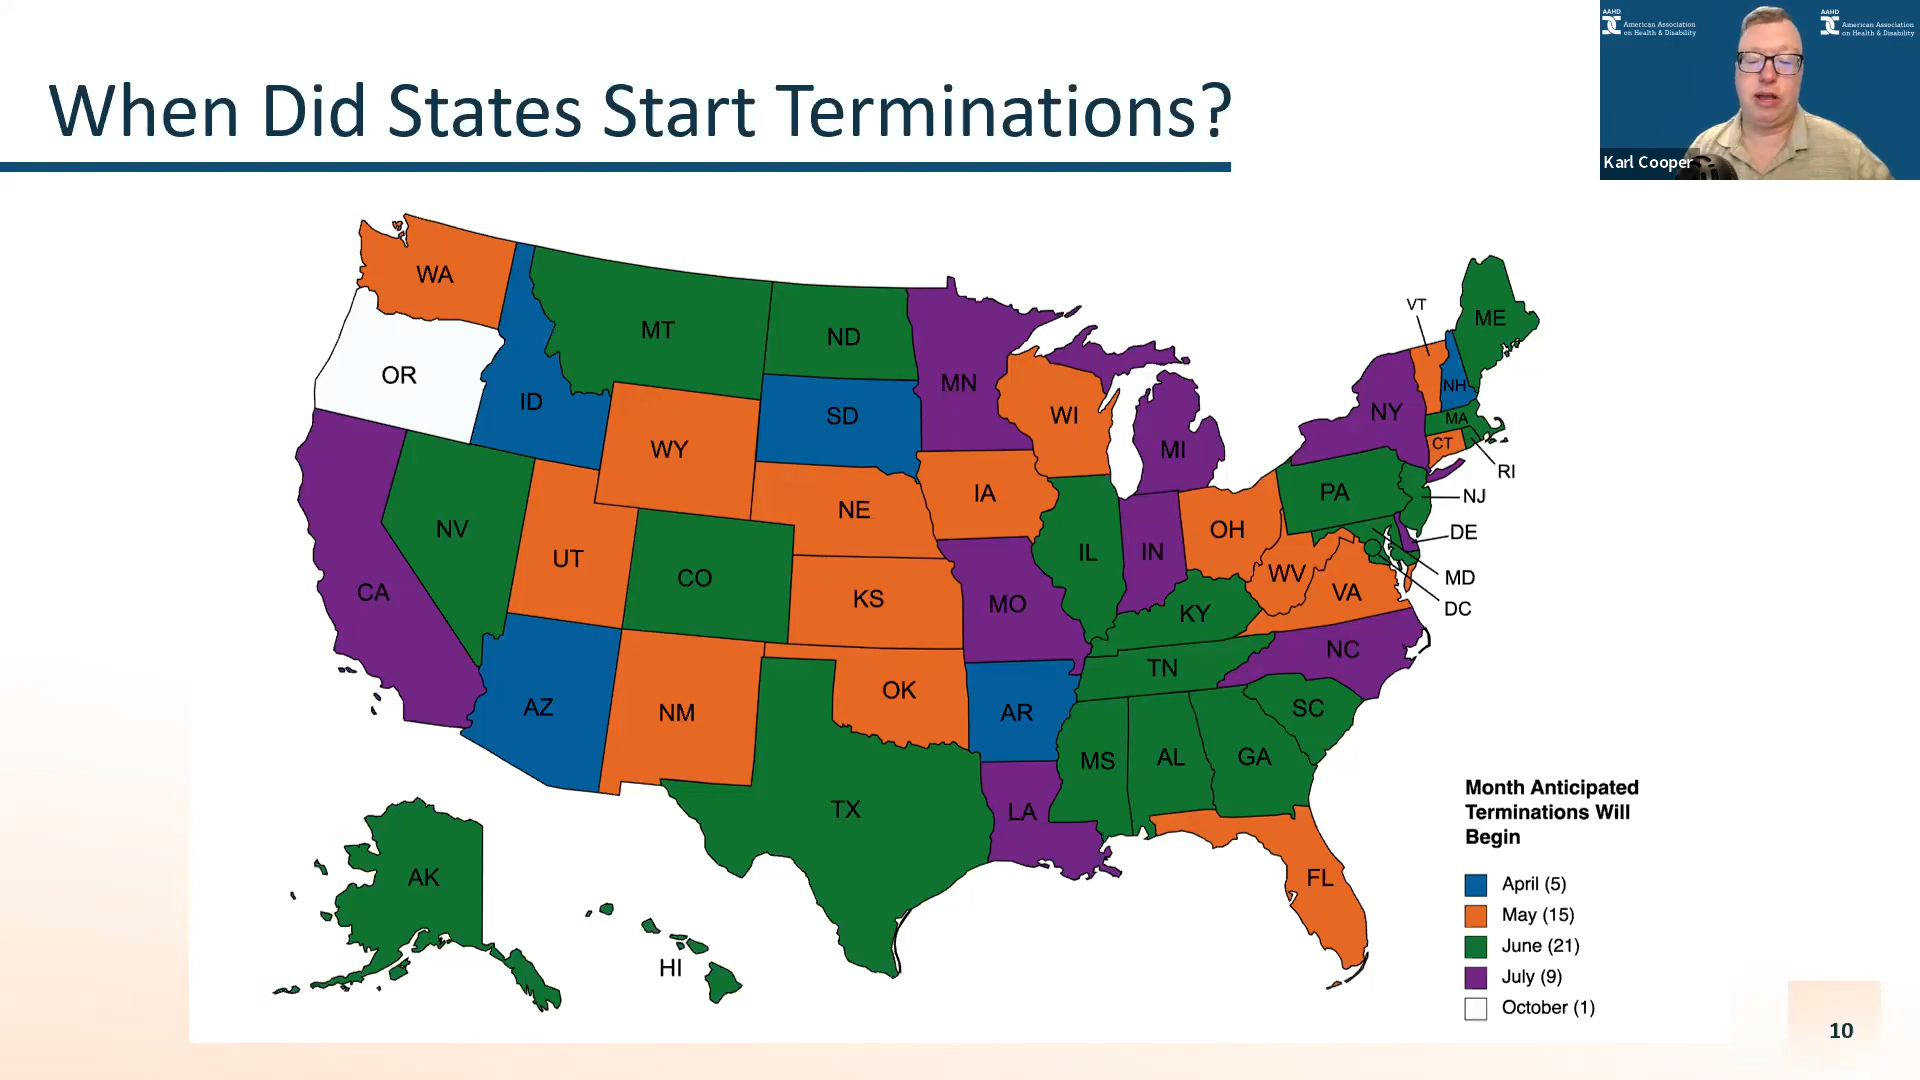 When Did States Start Terminations?
AAHD
American Association
on Health & Disability
AAHD
American Association
on Health & Disability
Karl Cooper
WA
MT
ND
MN
OR
ID
SD
WI
WY
MI
NY
VT
ME
NH
MA
CT
RI
NJ
DE
MD
DC
PA
IA
NE
OH
NV
UT
CO
IL
IN
WV
VA
CA
KS
MO
KY
NC
TN
AZ
NM
OK
AR
SC
MS
AL
GA
TX
LA
FL
AK
HI
Month Anticipated
Terminations Will
Begin
April (5)
May (15)
June (21)
July (9)
October (1)
10